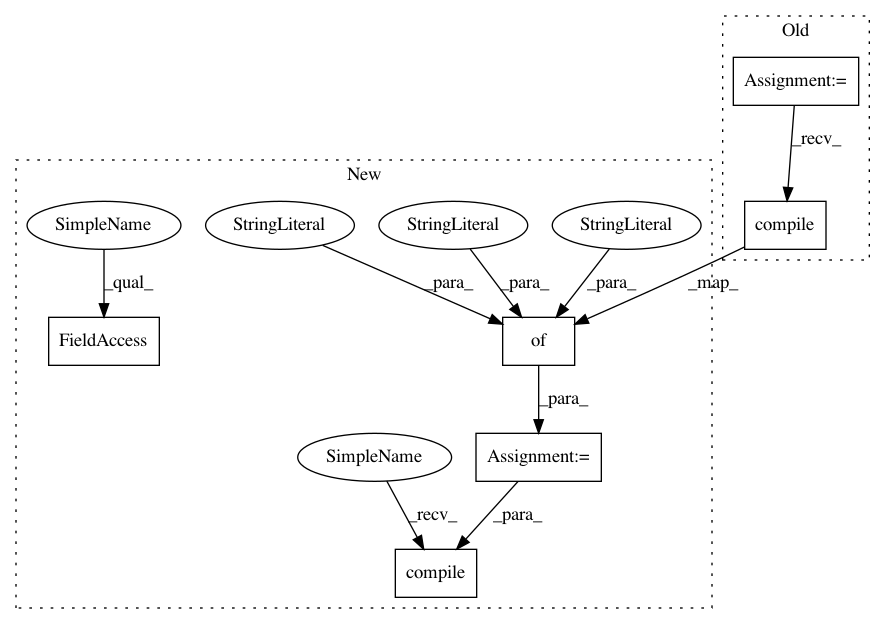 Old
Assignment:=
_recv_
New
SimpleName
StringLiteral
StringLiteral
StringLiteral
compile
_qual_
_para_
_para_
_para_
_map_
FieldAccess
of
_para_
SimpleName
Assignment:=
_recv_
_para_
compile